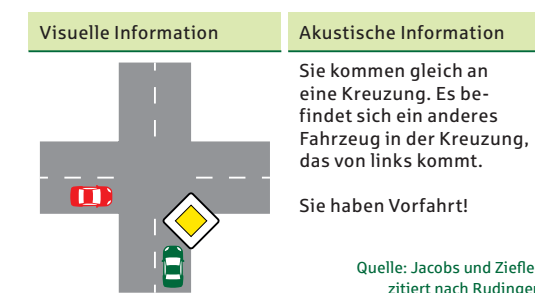 Visuelle Information
Akustische Information
Sie kommen gleich an
eine Kreuzung. Es be-
findet sich ein anderes
Fahrzeug in der Kreuzung,
das von links kommt.
Sie haben Vorfahrt!
Quelle: Jacobs und Ziefle
zitiert nach Rudinger